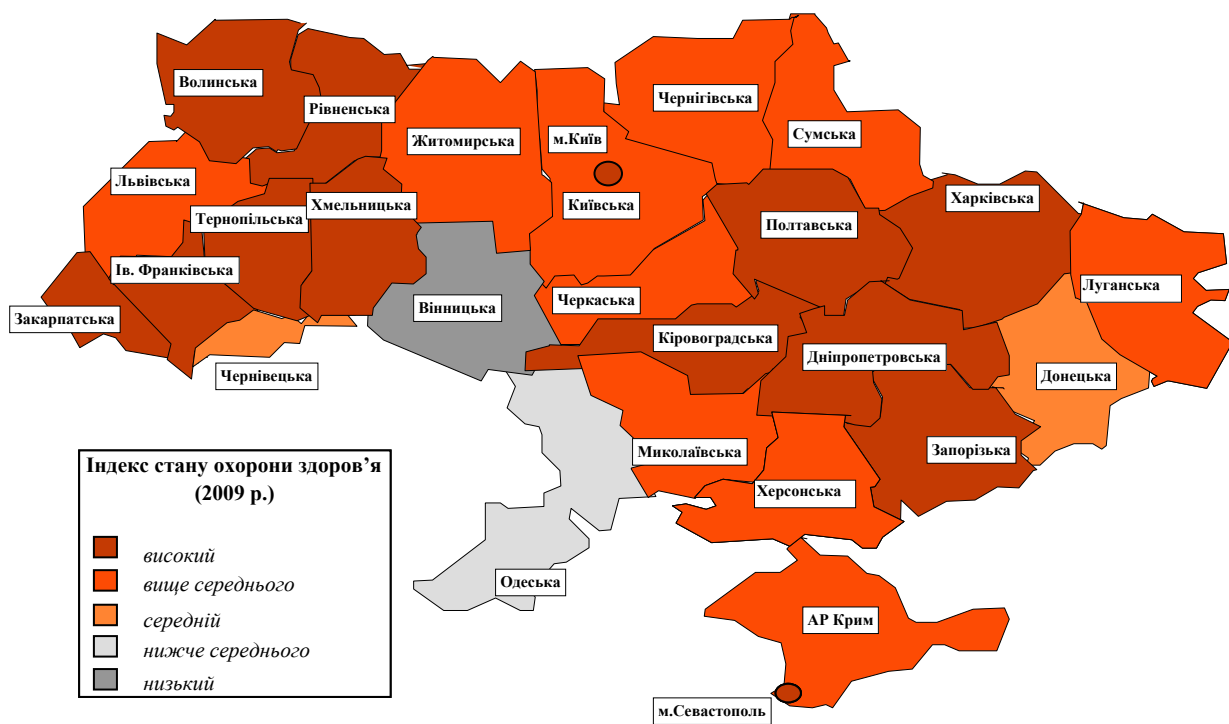 Волинська
Рівненська
Житомирська
м.Київ
Чернігівська
Сумська
Львівська
Тернопільська
Хмельницька
Київська
Полтавська
Харківська
Ів. Франківська
Закарпатська
Вінницька
Черкаська
Луганська
Кіровоградська
Дніпропетровська
Чернівецька
Донецька
Миколаївська
Запорізька
Херсонська
Одеська
АР Крим
м.Севастополь
Індекс стану охорони здоров’я
(2009 р.)
високий
вище середнього
середній
нижче середнього
низький